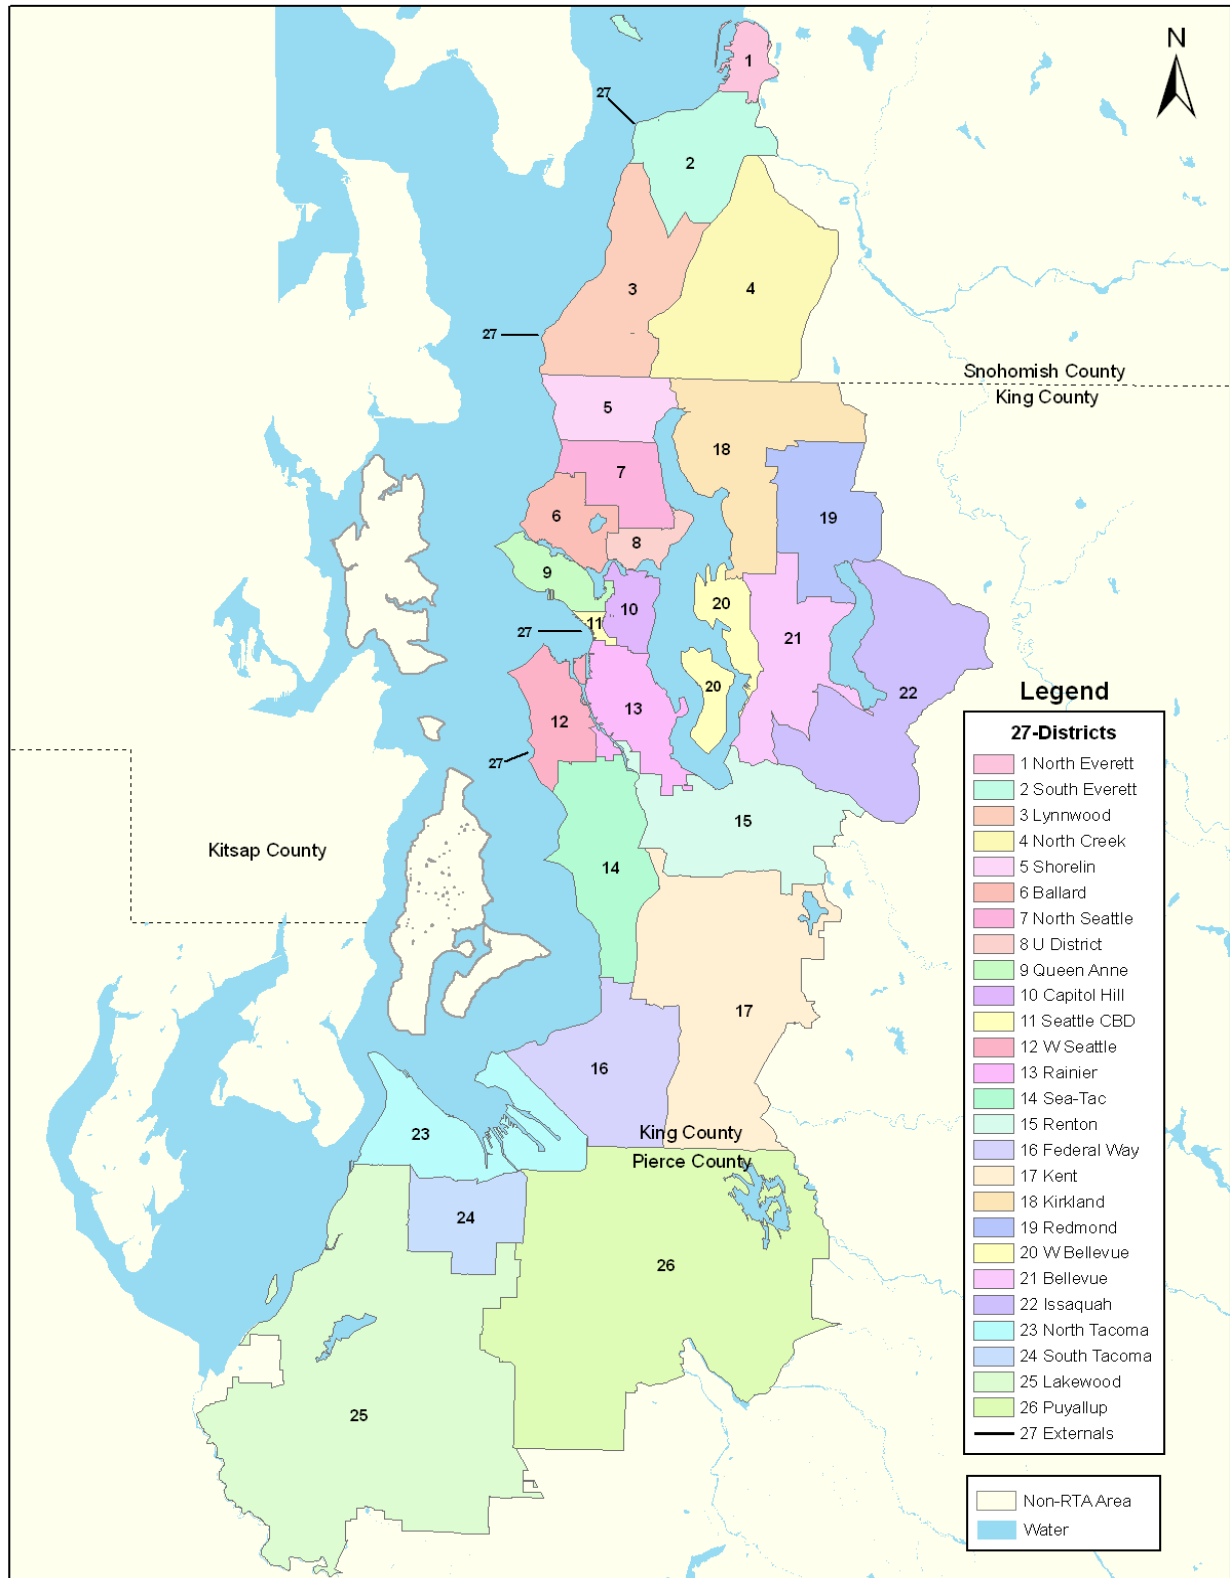 N
1
27
2
3
4
27
Snohomish County
King County
5
18
7
6
19
8
9
20
10
11
27
21
22
20
13
12
27
15
14
Kitsap County
17
16
23
King County
Pierce County
24
26
25
Legend
27-Districts
1 North Everett
2 South Everett
3 Lynnwood
4 North Creek
5 Shorelin
6 Ballard
7 North Seattle
8 U District
9 Queen Anne
10 Capitol Hill
11 Seattle CBD
12 W Seattle
13 Rainier
14 Sea-Tac
15 Renton
16 Federal Way
17 Kent
18 Kirkland
19 Redmond
20 W Bellevue
21 Bellevue
22 Issaquah
23 North Tacoma
24 South Tacoma
25 Lakewood
26 Puyallup
27 Externals
Non-RTA Area
Water